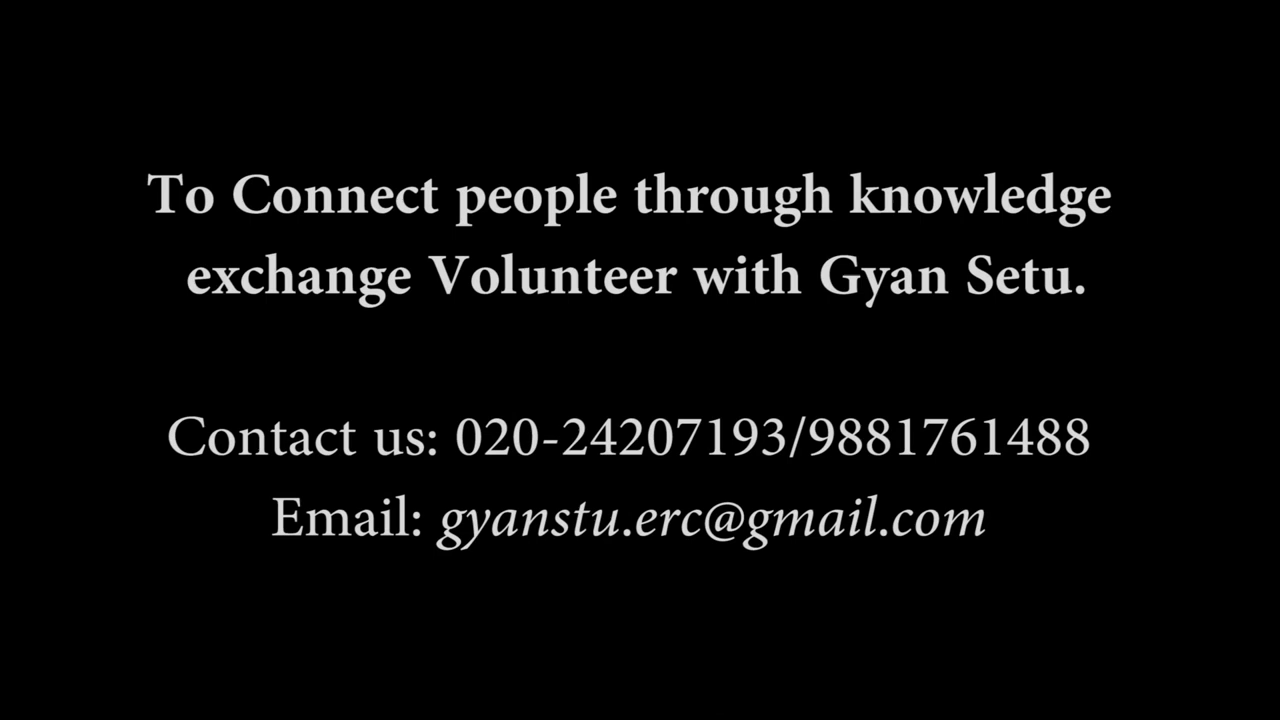 To Connect people through knowledge
exchange Volunteer with Gyan Setu.
Contact us: 020-24207193/9881761488
Email: gyanstu.erc@gmail.com